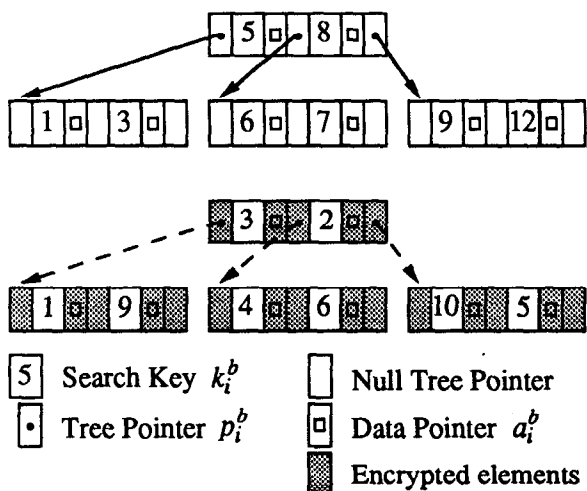 5 8
1 3 6 7 9 12
3 2
1 9 4 6 10 5
5 Search Key $k_i^b$ Null Tree Pointer
Tree Pointer $p_i^b$ Data Pointer $a_i^b$
Encrypted elements